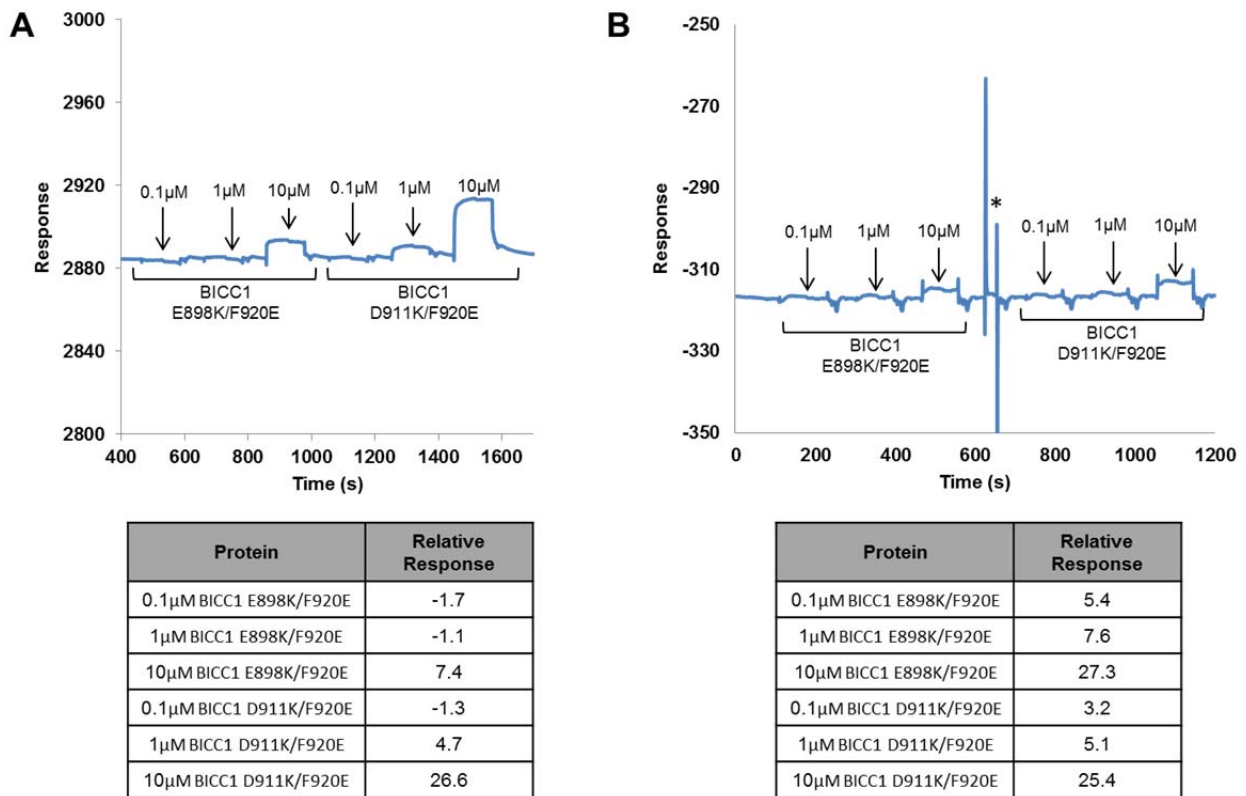 A
3000
2960
2920
2880
2840
2800
Response
0.1µM
1µM
10µM
0.1µM
1µM
10µM
BICC1
E898K/F920E
BICC1
D911K/F920E
400 600 800 1000 1200 1400 1600
Time (s)
Protein Relative Response
0.1µM BICC1 E898K/F920E -1.7
1µM BICC1 E898K/F920E -1.1
10µM BICC1 E898K/F920E 7.4
0.1µM BICC1 D911K/F920E -1.3
1µM BICC1 D911K/F920E 4.7
10µM BICC1 D911K/F920E 26.6
B
-250
-270
-290
-310
-330
-350
Response
0.1µM
1µM
10µM
*
0.1µM
1µM
10µM
BICC1
E898K/F920E
BICC1
D911K/F920E
0 200 400 600 800 1000 1200
Time (s)
Protein Relative Response
0.1µM BICC1 E898K/F920E 5.4
1µM BICC1 E898K/F920E 7.6
10µM BICC1 E898K/F920E 27.3
0.1µM BICC1 D911K/F920E 3.2
1µM BICC1 D911K/F920E 5.1
10µM BICC1 D911K/F920E 25.4